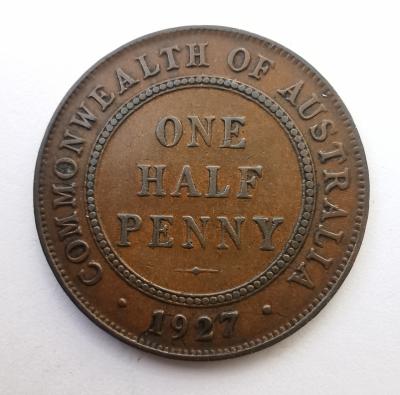 COMMONWEALTH OF AUSTRALIA
ONE
HALF
PENNY
· 1927 ·